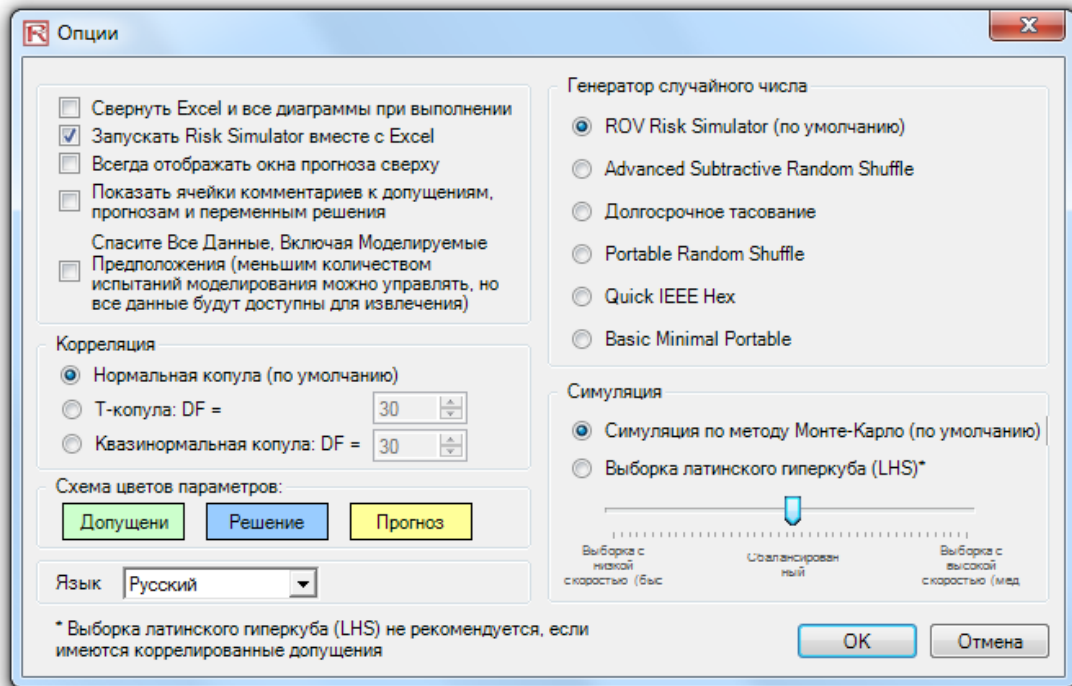 Опции
Свернуть Excel и все диаграммы при выполнении
Запускать Risk Simulator вместе с Excel
Всегда отображать окна прогноза сверху
Показать ячейки комментариев к допущениям,
прогнозам и переменным решения
Спасите Все Данные, Включая Моделируемые
Предположения (меньшим количеством
испытаний моделирования можно управлять, но
все данные будут доступны для извлечения)
Корреляция
Нормальная копула (по умолчанию)
Т-копула: DF = 30
Квазинормальная копула: DF = 30
Схема цветов параметров:
Допущени Решение Прогноз
Язык Русский
* Выборка латинского гиперкуба (LHS) не рекомендуется, если
имеются коррелированные допущения
Генератор случайного числа
ROV Risk Simulator (по умолчанию)
Advanced Subtractive Random Shuffle
Долгосрочное тасование
Portable Random Shuffle
Quick IEEE Hex
Basic Minimal Portable
Симуляция
Симуляция по методу Монте-Карло (по умолчанию)
Выборка латинского гиперкуба (LHS)*
Выборка с
низкой
скоростью (быс
Сбалансирован
ный
Выборка с
высокой
скоростью (мед
OK Отмена